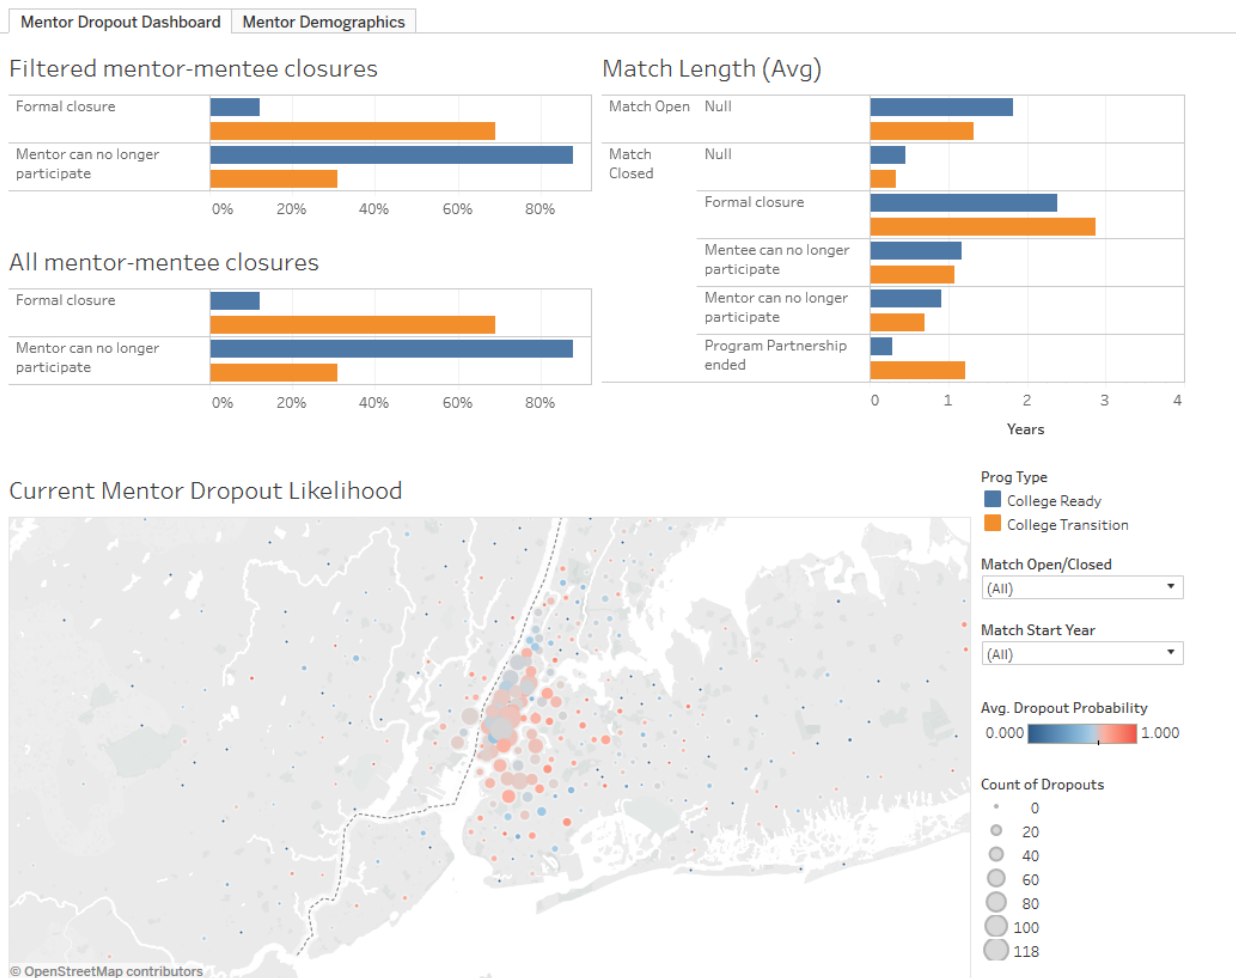 Mentor Dropout Dashboard
Mentor Demographics
Filtered mentor-mentee closures
Formal closure
Mentor can no longer
participate
0% 20% 40% 60% 80%
All mentor-mentee closures
Formal closure
Mentor can no longer
participate
0% 20% 40% 60% 80%
Match Length (Avg)
Match Open Null
Match
Closed
Null
Formal closure
Mentee can no longer
participate
Mentor can no longer
participate
Program Partnership
ended
0 1 2 3 4
Years
Current Mentor Dropout Likelihood
© OpenStreetMap contributors
Prog Type
College Ready
College Transition
Match Open/Closed
(All)
Match Start Year
(All)
Avg. Dropout Probability
0.000 1.000
Count of Dropouts
0
20
40
60
80
100
118